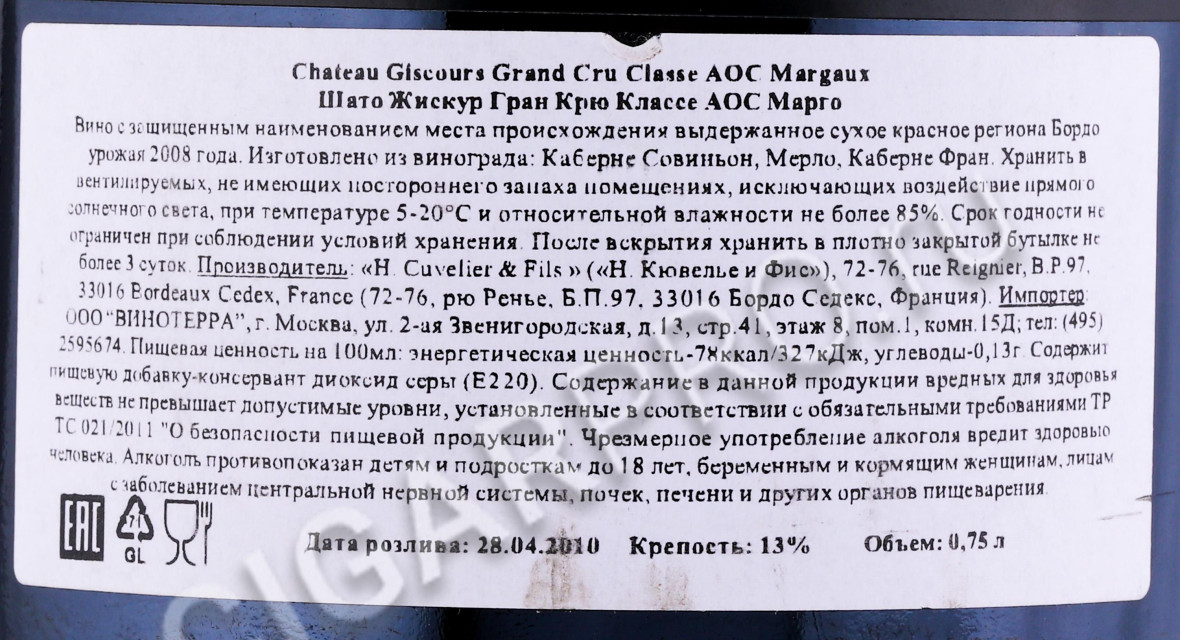 Chateau Giscours Grand Cru Classe AOC Margaux
Шато Жискур Гран Крю Классе АОС Марго
Вино с защищенным наименованием места происхождения выдержанное сухое красное региона Бордо
урожая 2008 года. Изготовлено из винограда: Каберне Совиньон, Мерло, Каберне Фран. Хранить в
вентилируемых, не имеющих постороннего запаха помещениях, исключающих воздействие прямого
солнечного света, при температуре 5-20°C и относительной влажности не более 85%. Срок годности не
ограничен при соблюдении условий хранения. После вскрытия хранить в плотно закрытой бутылке не
более 3 суток. Производитель: «H. Cuvelier & Fils » («Н. Кювелье и Фис»), 72-76, rue Reignier, B.P.97,
33016 Bordeaux Cedex, France (72-76, рю Ренье, Б.П.97, 33016 Бордо Седекс, Франция). Импортер:
ООО "ВИНОТЕРРА", г. Москва, ул. 2-ая Звенигородская, д.13, стр.41, этаж 8, пом.1, комн.15Д; тел: (495)
2595674. Пищевая ценность на 100мл: энергетическая ценность-78ккал/327кДж, углеводы-0,13г. Содержит
пищевую добавку-консервант диоксид серы (Е220). Содержание в данной продукции вредных для здоровья
веществ не превышает допустимые уровни, установленные в соответствии с обязательными требованиями ТР
ТС 021/2011 "О безопасности пищевой продукции". Чрезмерное употребление алкоголя вредит здоровью
человека. Алкоголь противопоказан детям и подросткам до 18 лет, беременным и кормящим женщинам, лицам
с заболеванием центральной нервной системы, почек, печени и других органов пищеварения.
EAC 71 GL Дата розлива: 28.04.2010 Крепость: 13% Объем: 0,75 л
CIGARPRO.ru